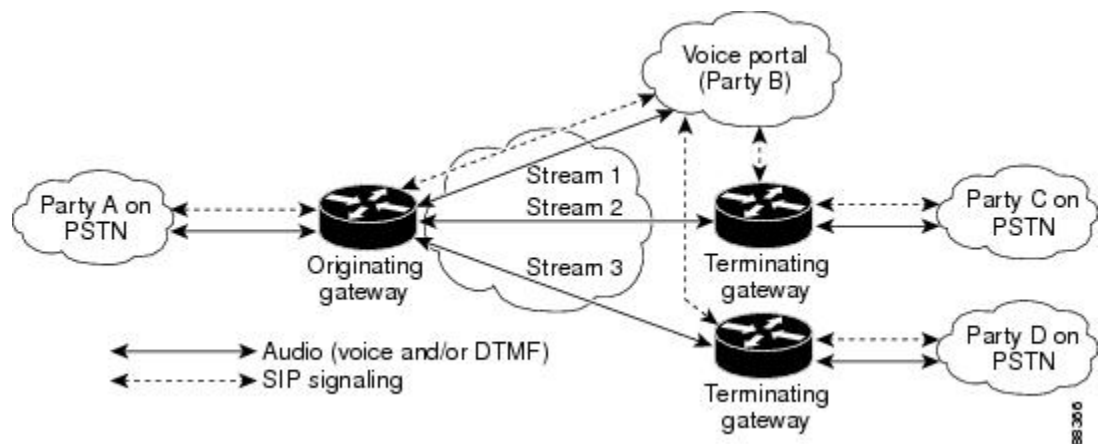 Voice portal
(Party B)
Stream 1
Party A on
PSTN
Stream 2
Party C on
PSTN
Originating
gateway
Stream 3
Terminating
gateway
Party D on
PSTN
Audio (voice and/or DTMF)
SIP signaling
Terminating
gateway
88366